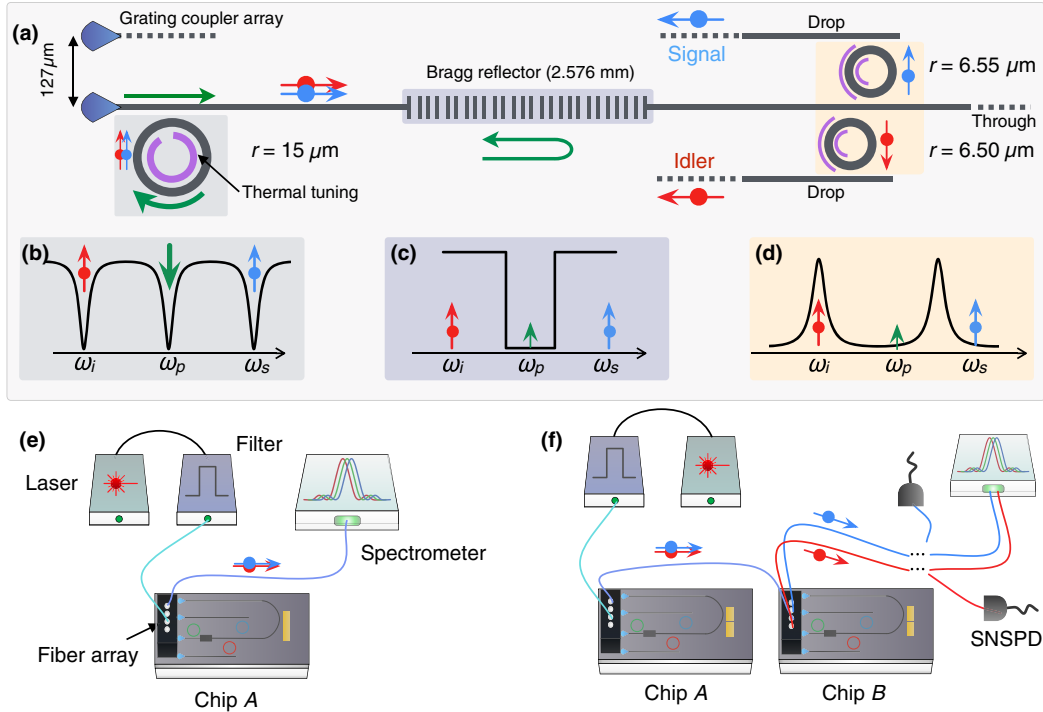 (a)
Grating coupler array
127 μm
r = 15 μm
Thermal tuning
Bragg reflector (2.576 mm)
Signal
Drop
r = 6.55 μm
Through
r = 6.50 μm
Idler
Drop
(b)
ωi
ωp
ωs
(c)
ωi
ωp
ωs
(d)
ωi
ωp
ωs
(e)
Filter
Laser
Spectrometer
Fiber array
Chip A
(f)
...
...
SNSPD
Chip A
Chip B